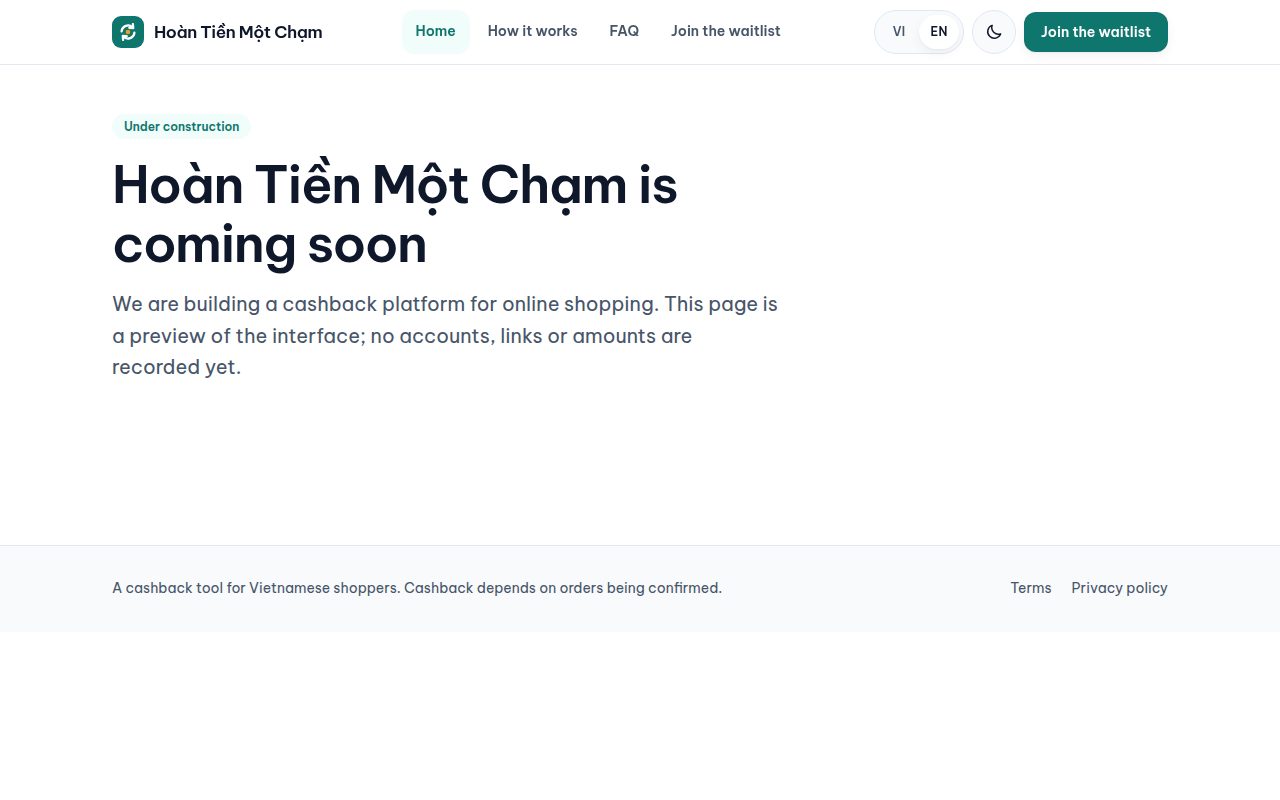 Hoàn Tiền Một Chạm
Home
How it works
FAQ
Join the waitlist
VI
EN
Join the waitlist
Under construction
Hoàn Tiền Một Chạm is
coming soon
We are building a cashback platform for online shopping. This page is
a preview of the interface; no accounts, links or amounts are
recorded yet.
A cashback tool for Vietnamese shoppers. Cashback depends on orders being confirmed.
Terms
Privacy policy